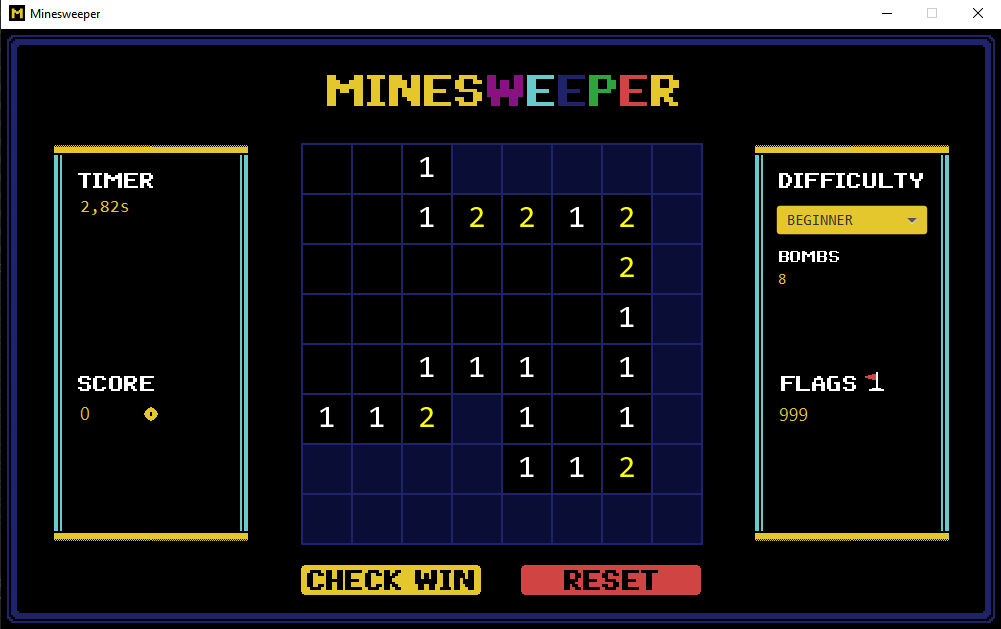 Minesweeper
MINESWEEPER
TIMER
2,82s
SCORE
0
1
1 2 2 1 2
2
1
1 1 1 1
1 1 2 1 1
1 1 2
DIFFICULTY
BEGINNER
BOMBS
8
FLAGS
999
CHECK WIN
RESET